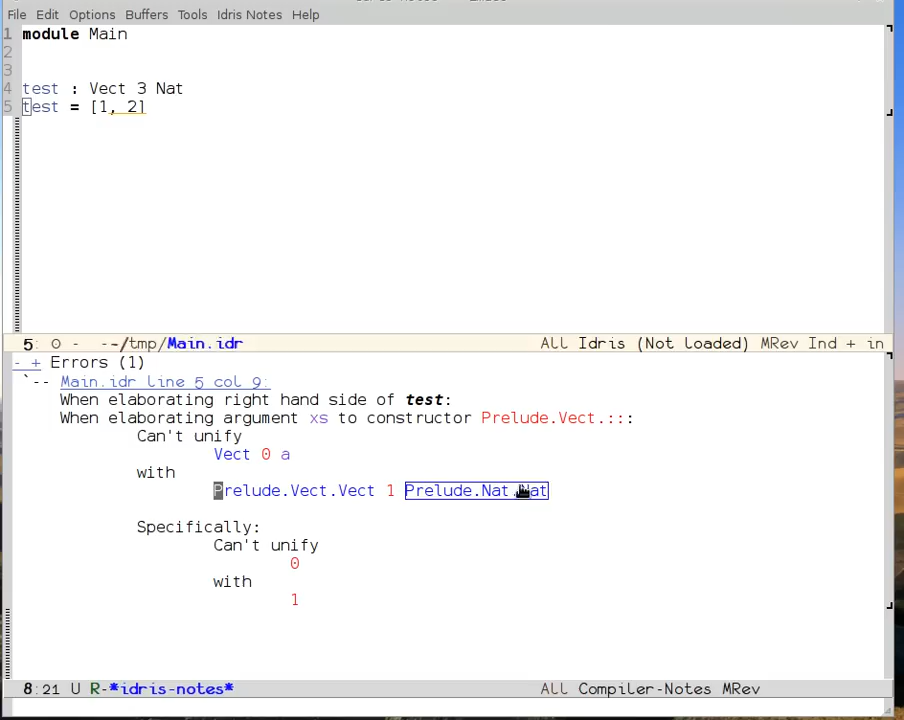 File Edit Options Buffers Tools Idris Notes Help
1 module Main
2
3
4 test : Vect 3 Nat
5 test = [1, 2]
5: O - --/tmp/Main.idr All Idris (Not loaded) MRev Ind + in
- + Errors (1)
`-- Main.idr line 5 col 9:
When elaborating right hand side of test:
When elaborating argument xs to constructor Prelude.Vect.:::
Can't unify
Vect 0 a
with
Prelude.Vect.Vect 1 Prelude.Nat.Nat
Specifically:
Can't unify
0
with
1
8:21 U R-*idris-notes* All Compiler-Notes MRev